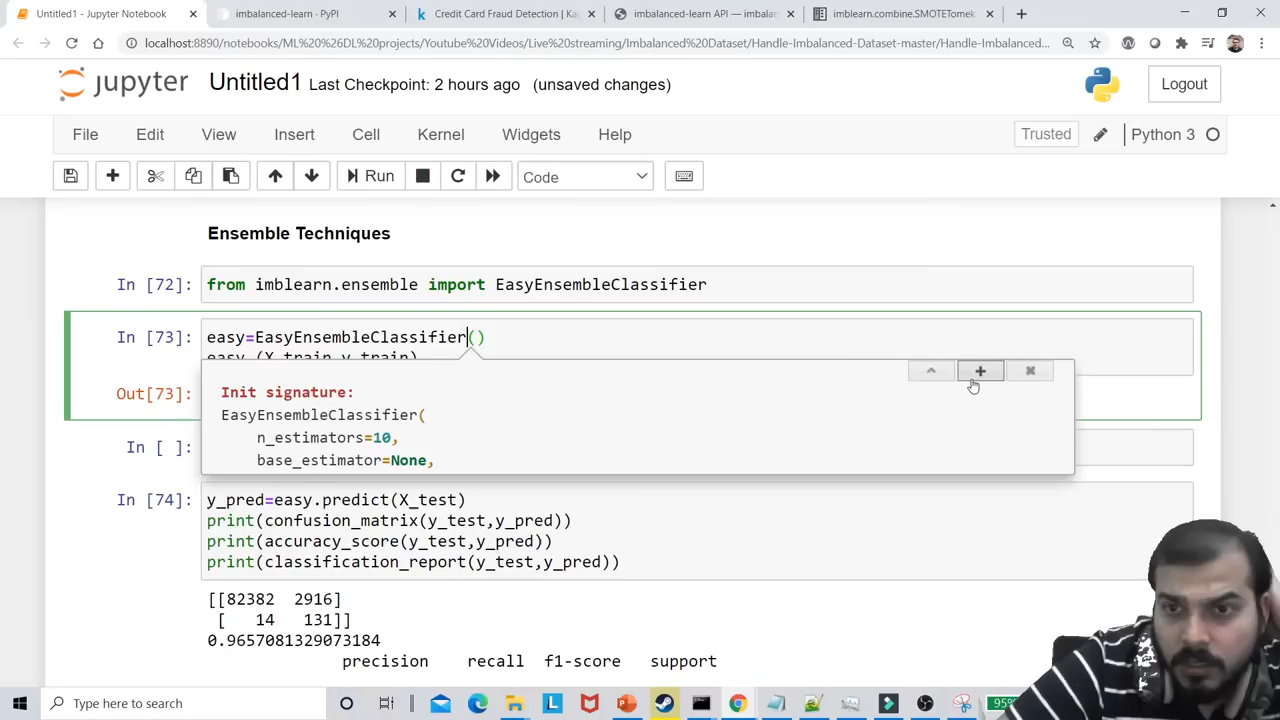 Untitled1 - Jupyter Notebook
imbalanced-learn · PyPI
Credit Card Fraud Detection | Ka
imbalanced-learn API — imbalan
imblearn.combine.SMOTETomek
localhost:8890/notebooks/ML%20%26%20DL%20projects/Youtube%20Videos/Live%20streaming/Imbalanced%20Dataset/Handle-Imbalanced-Dataset-master/Handle-Imbalanced...
jupyter Untitled1 Last Checkpoint: 2 hours ago (unsaved changes)
Logout
File Edit View Insert Cell Kernel Widgets Help
Trusted Python 3
Run Code
Ensemble Techniques
In [72]: from imblearn.ensemble import EasyEnsembleClassifier
In [73]: easy=EasyEnsembleClassifier()
easy.(X_train,y_train)
Out[73]:
Init signature:
EasyEnsembleClassifier(
n_estimators=10,
base_estimator=None,
In [ ]:
In [74]: y_pred=easy.predict(X_test)
print(confusion_matrix(y_test,y_pred))
print(accuracy_score(y_test,y_pred))
print(classification_report(y_test,y_pred))
[[82382 2916]
[ 14 131]]
0.9657081329073184
precision recall f1-score support
Type here to search
95%